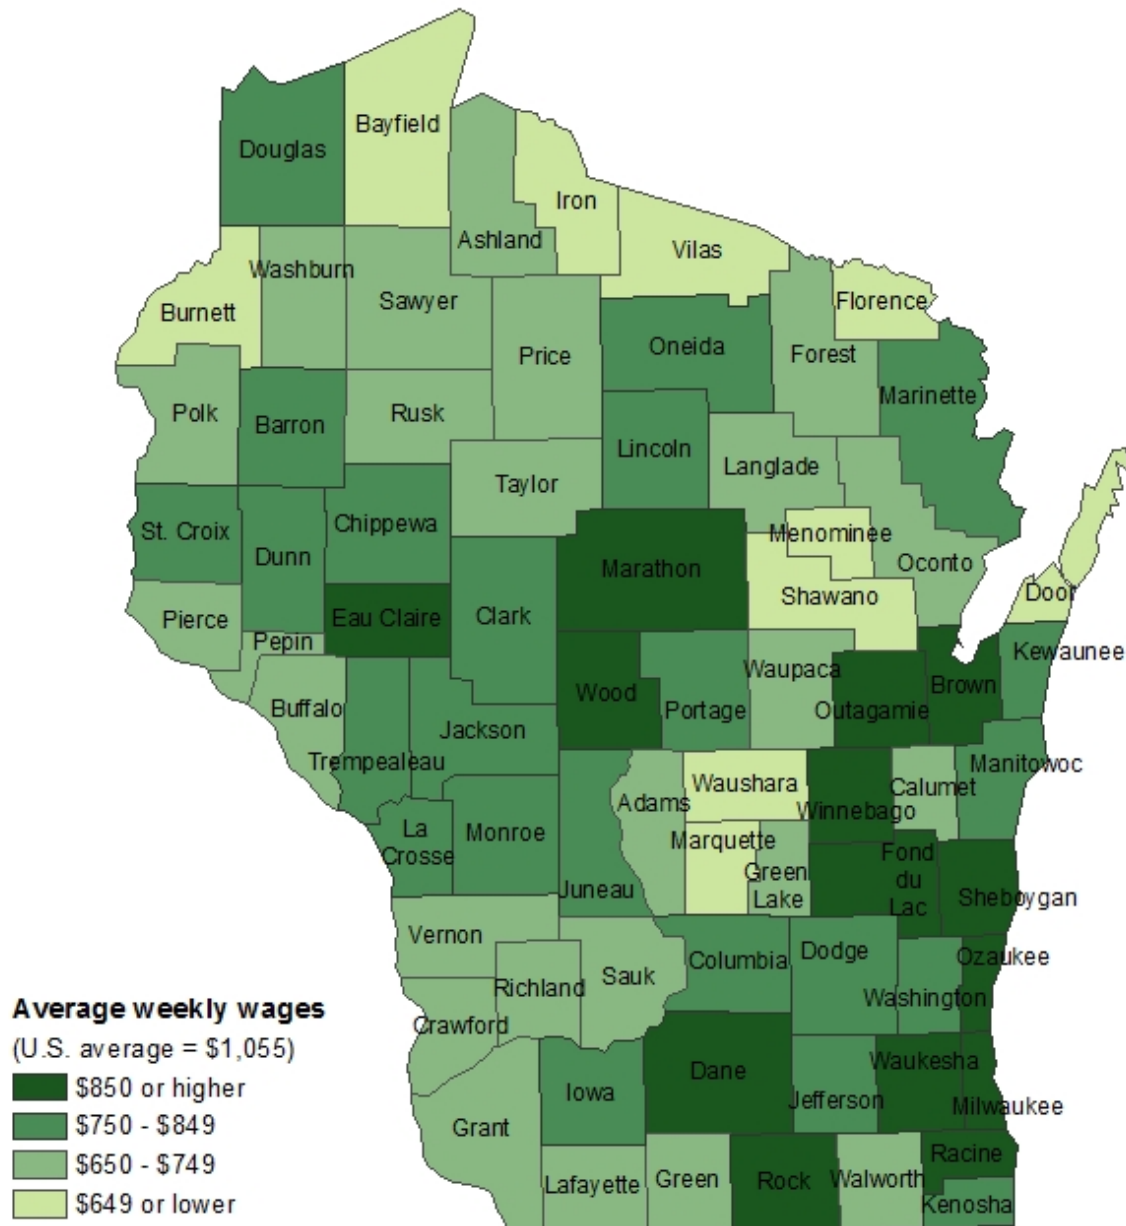 Bayfield
Douglas
Iron
Ashland
Vilas
Washburn
Sawyer
Florence
Burnett
Oneida
Price
Forest
Marinette
Polk
Rusk
Barron
Lincoln
Langlade
Taylor
Chippewa
St. Croix
Menominee
Dunn
Oconto
Marathon
Door
Shawano
Eau Claire
Clark
Pierce
Pepin
Kewaunee
Waupaca
Brown
Wood
Buffalo
Portage
Outagamie
Jackson
Trempealeau
Manitowoc
Waushara
Calumet
Adams
Winnebago
La
Crosse
Monroe
Marquette
Fond
du
Lac
Green
Lake
Juneau
Sheboygan
Vernon
Dodge
Columbia
Ozaukee
Sauk
Richland
Washington
Crawford
Waukesha
Dane
Iowa
Jefferson
Milwaukee
Grant
Racine
Lafayette
Green
Rock
Walworth
Kenosha
Average weekly wages
(U.S. average = $1,055)
$850 or higher
$750 - $849
$650 - $749
$649 or lower